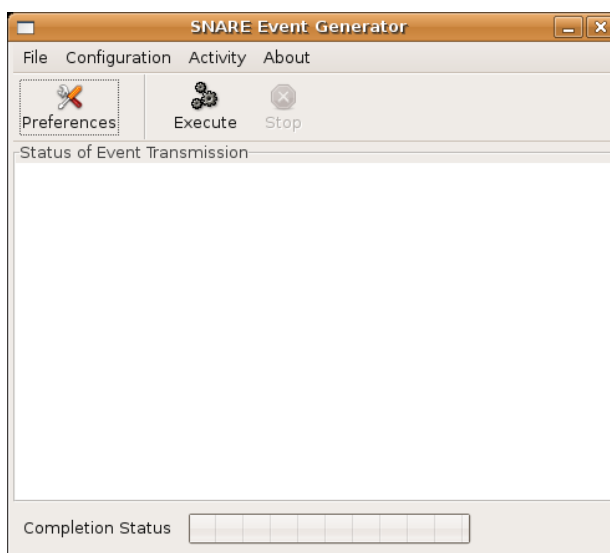 SNARE Event Generator
File Configuration Activity About
Preferences Execute Stop
Status of Event Transmission
Completion Status